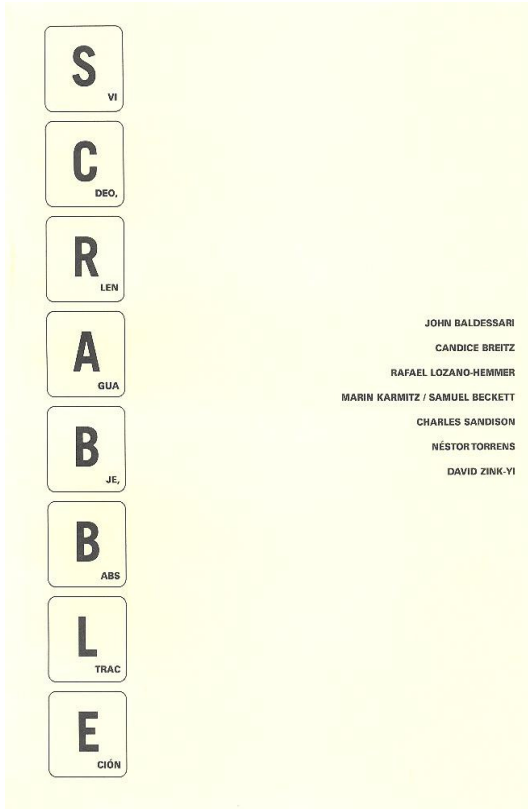 S
VI
C
DEO,
R
LEN
A
GUA
B
JE,
B
ABS
L
TRAC
E
CIÓN
JOHN BALDESSARI
CANDICE BREITZ
RAFAEL LOZANO-HEMMER
MARIN KARMITZ / SAMUEL BECKETT
CHARLES SANDISON
NÉSTOR TORRENS
DAVID ZINK-YI